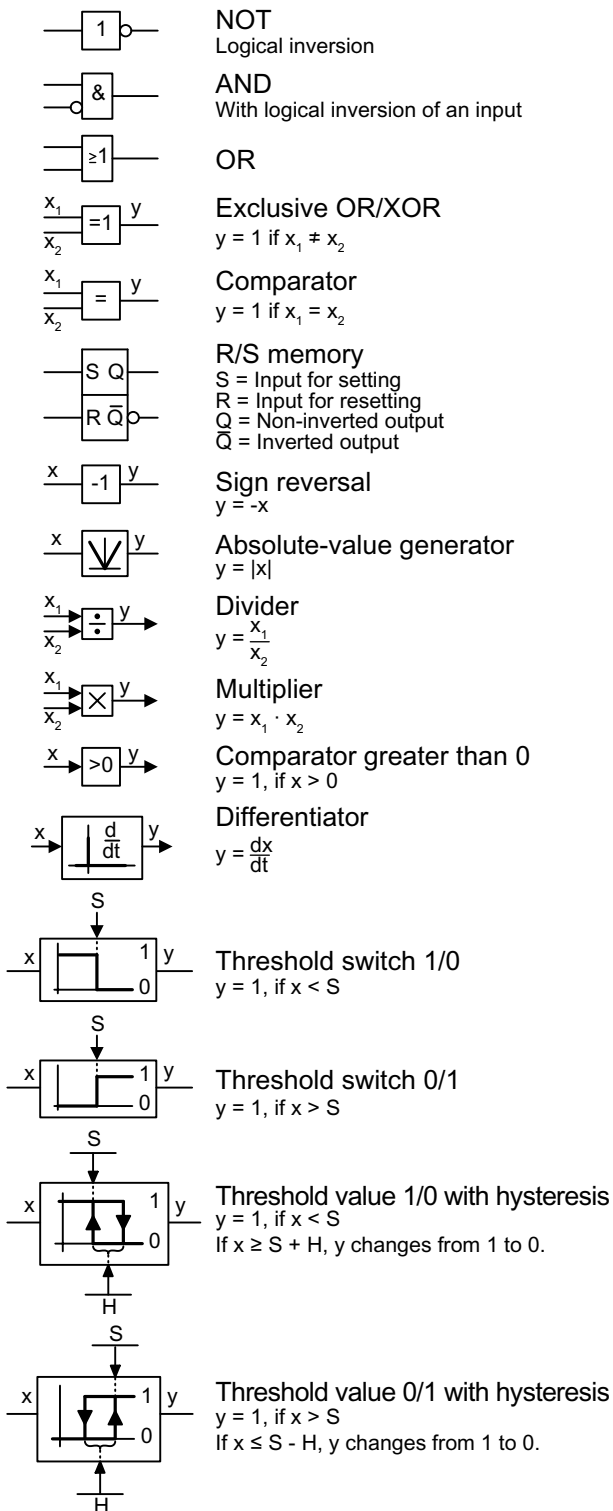 1
NOT
Logical inversion
&
AND
With logical inversion of an input
≥1
OR
x₁
x₂
=1
y
Exclusive OR/XOR
y = 1 if x₁ ≠ x₂
x₁
x₂
=
y
Comparator
y = 1 if x₁ = x₂
S Q
R Q̅
R/S memory
S = Input for setting
R = Input for resetting
Q = Non-inverted output
Q̅ = Inverted output
x
-1
y
Sign reversal
y = -x
x
y
Absolute-value generator
y = |x|
x₁
x₂
÷
y
Divider
y = x₁
x₂
x₁
x₂
×
y
Multiplier
y = x₁ · x₂
x
>0
y
Comparator greater than 0
y = 1, if x > 0
x
d
dt
y
Differentiator
y = dx
dt
S
x
1
0
y
Threshold switch 1/0
y = 1, if x < S
S
x
1
0
y
Threshold switch 0/1
y = 1, if x > S
S
x
1
0
y
H
Threshold value 1/0 with hysteresis
y = 1, if x < S
If x ≥ S + H, y changes from 1 to 0.
S
x
1
0
y
H
Threshold value 0/1 with hysteresis
y = 1, if x > S
If x ≤ S - H, y changes from 1 to 0.